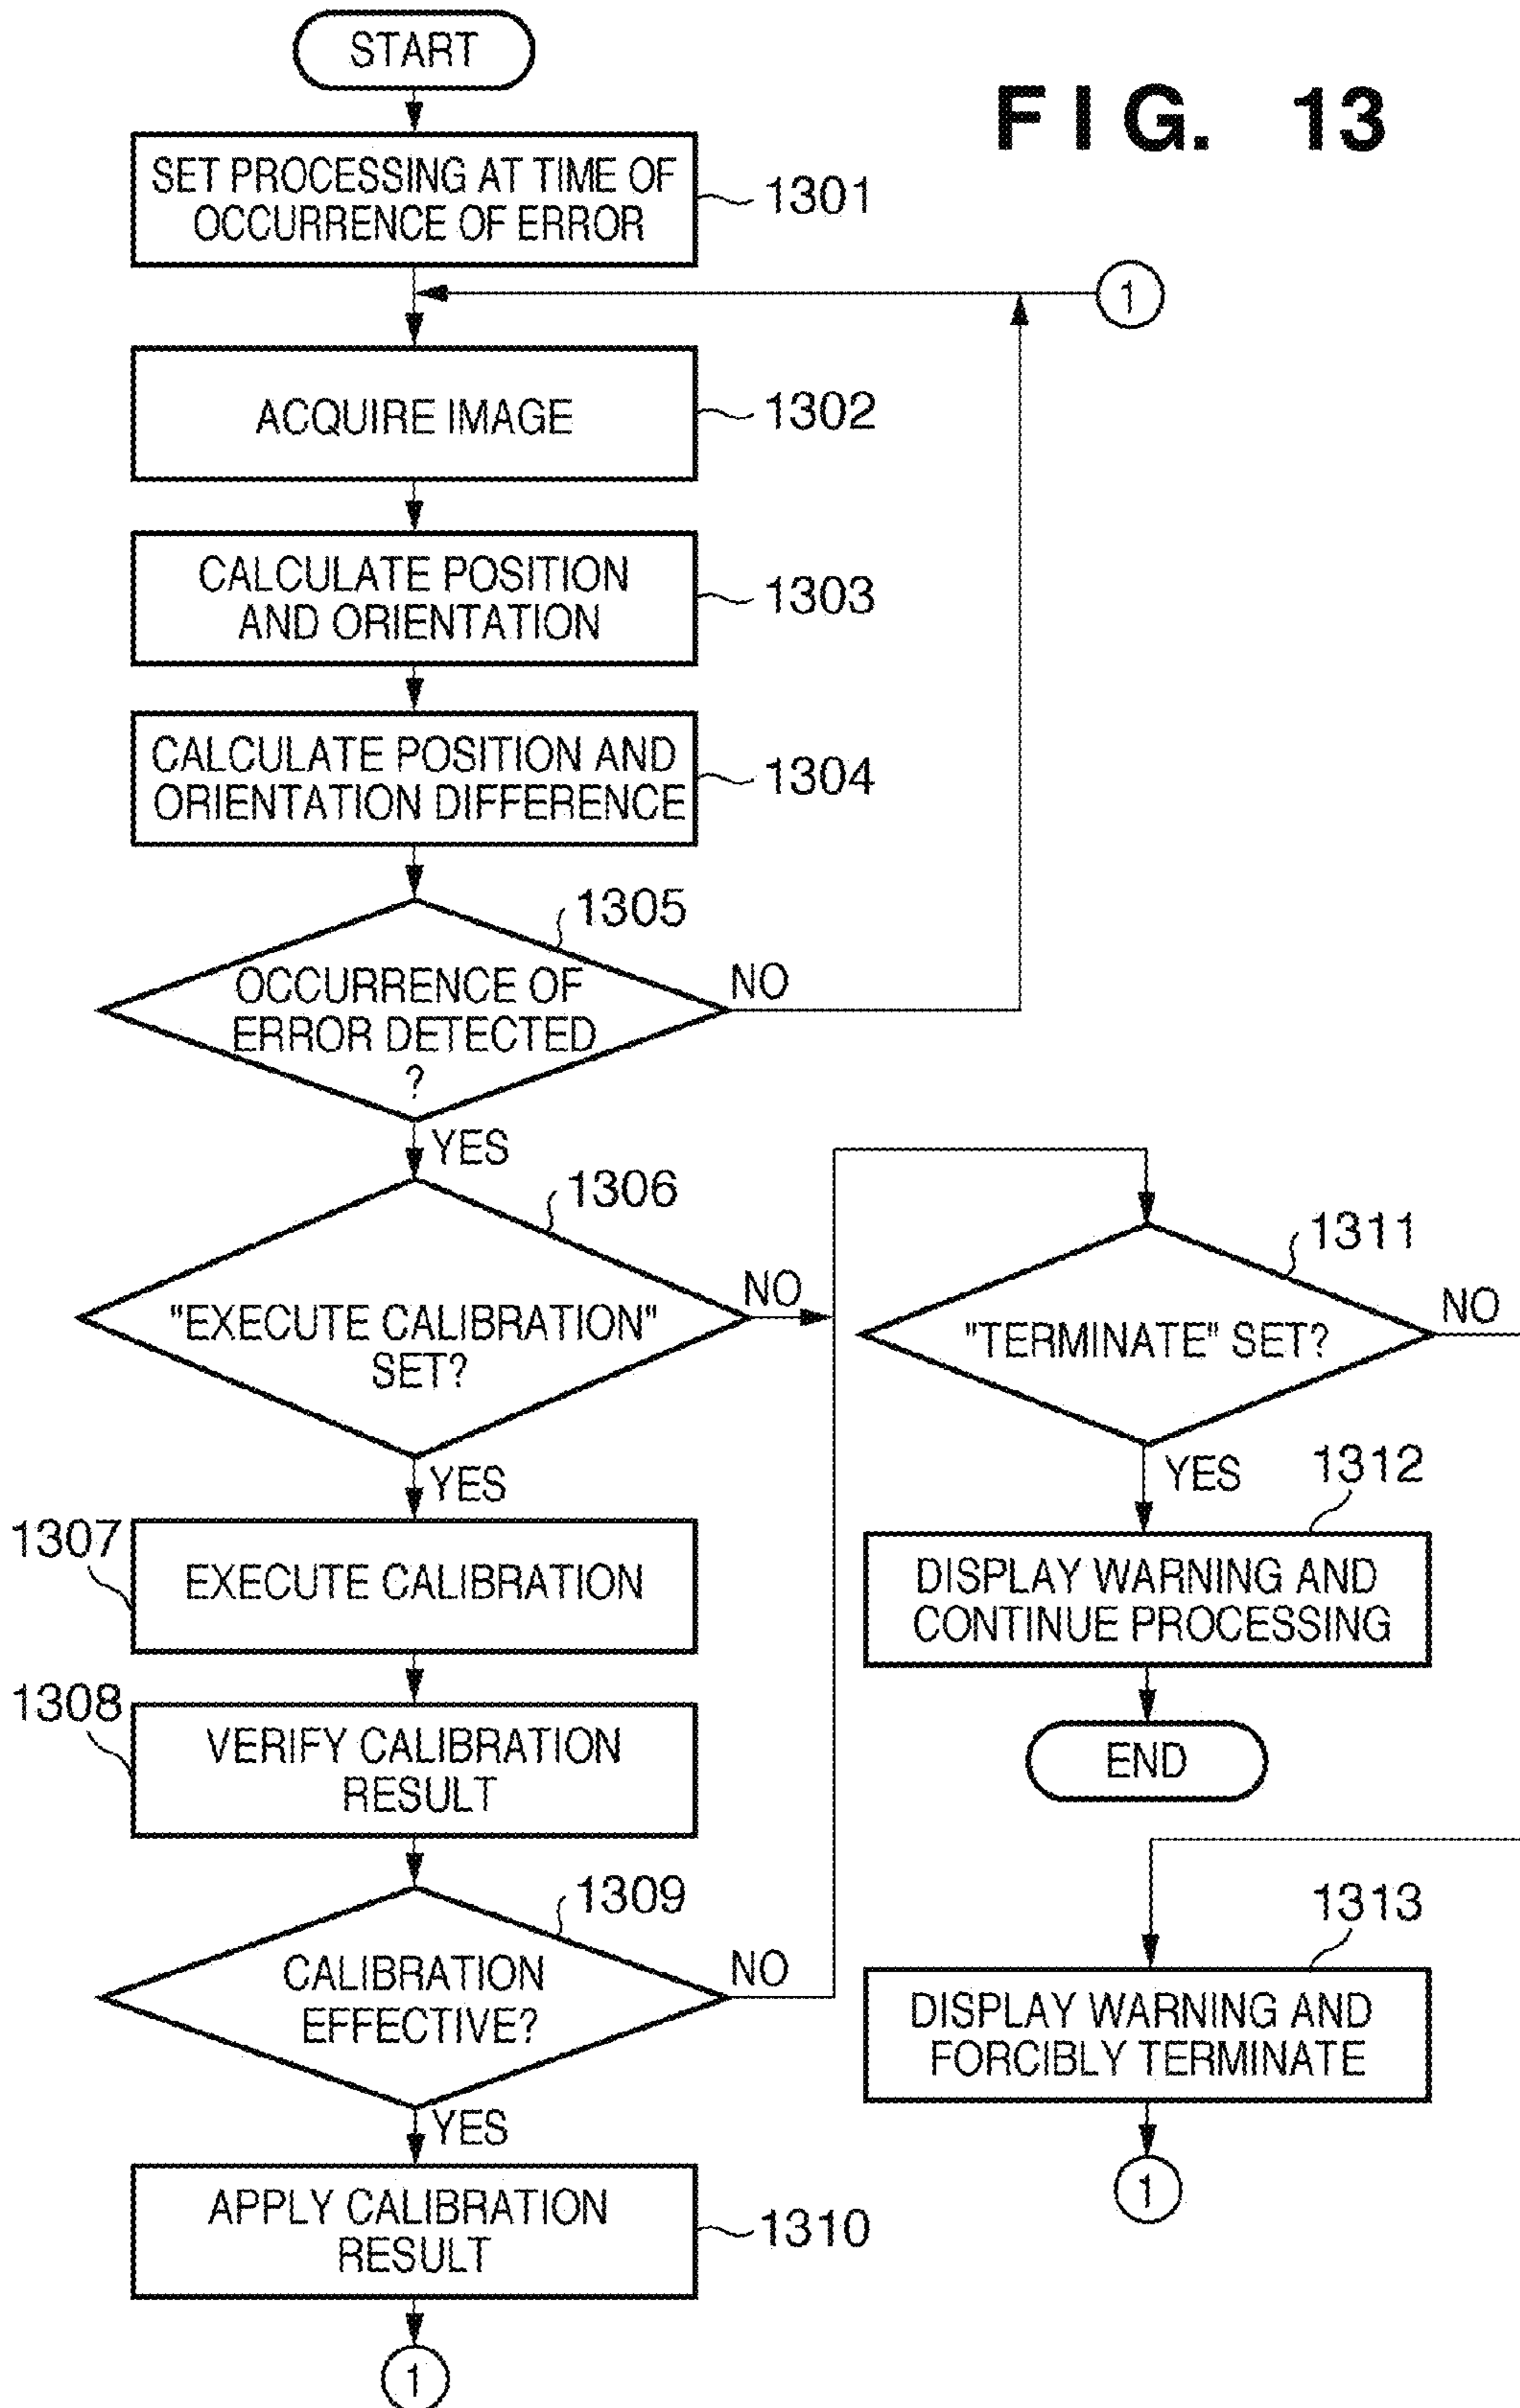 START
FIG. 13
SET PROCESSING AT TIME OF
OCCURRENCE OF ERROR
1301
1
ACQUIRE IMAGE
1302
CALCULATE POSITION
AND ORIENTATION
1303
CALCULATE POSITION AND
ORIENTATION DIFFERENCE
1304
1305
OCCURRENCE OF
ERROR DETECTED
?
NO
YES
1306
"EXECUTE CALIBRATION"
SET?
NO
YES
1307
EXECUTE CALIBRATION
1308
VERIFY CALIBRATION
RESULT
1309
CALIBRATION
EFFECTIVE?
NO
YES
APPLY CALIBRATION
RESULT
1310
1
1311
"TERMINATE" SET?
NO
YES
1312
DISPLAY WARNING AND
CONTINUE PROCESSING
END
1313
DISPLAY WARNING AND
FORCIBLY TERMINATE
1